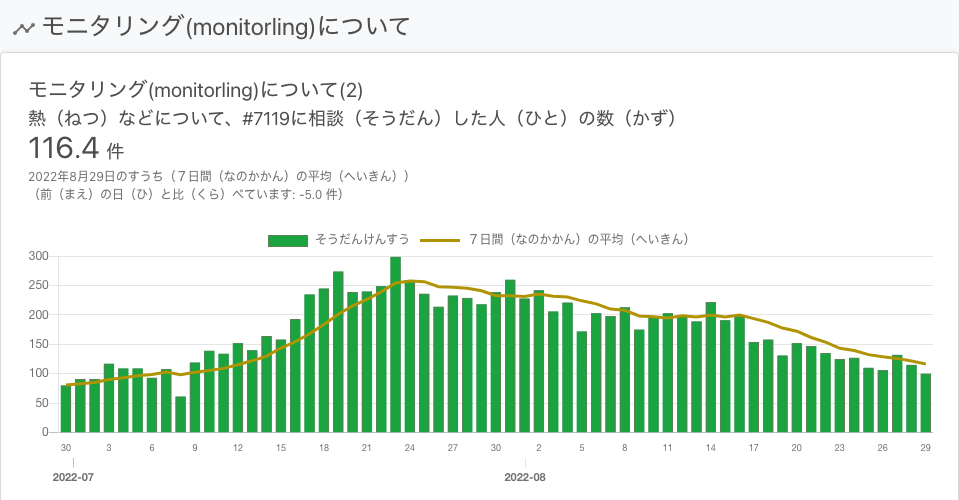 モニタリング(monitorling)について
モニタリング(monitorling)について(2)
熱（ねつ）などについて、#7119に相談（そうだん）した人（ひと）の数（かず）
116.4 件
2022年8月29日のすうち（７日間（なのかかん）の平均（へいきん））
（前（まえ）の日（ひ）と比（くら）べています: -5.0 件）
そうだんけんすう ７日間（なのかかん）の平均（へいきん）
300
250
200
150
100
50
0
30 3 6 9 12 15 18 21 24 27 30 2 5 8 11 14 17 20 23 26 29
2022-07 2022-08